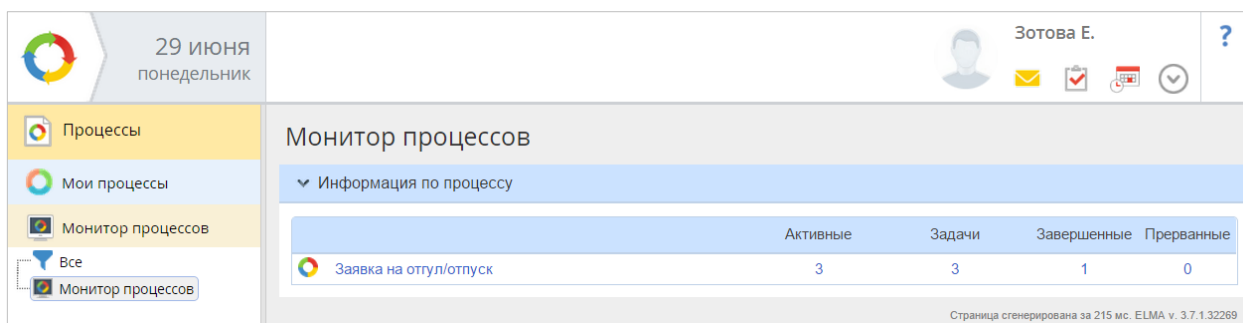 29 июня
понедельник
Зотова Е.
?
Процессы
Мои процессы
Монитор процессов
Все
Монитор процессов
Монитор процессов
Информация по процессу
Активные Задачи Завершенные Прерванные
Заявка на отгул/отпуск 3 3 1 0
Страница сгенерирована за 215 мс. ELMA v. 3.7.1.32269